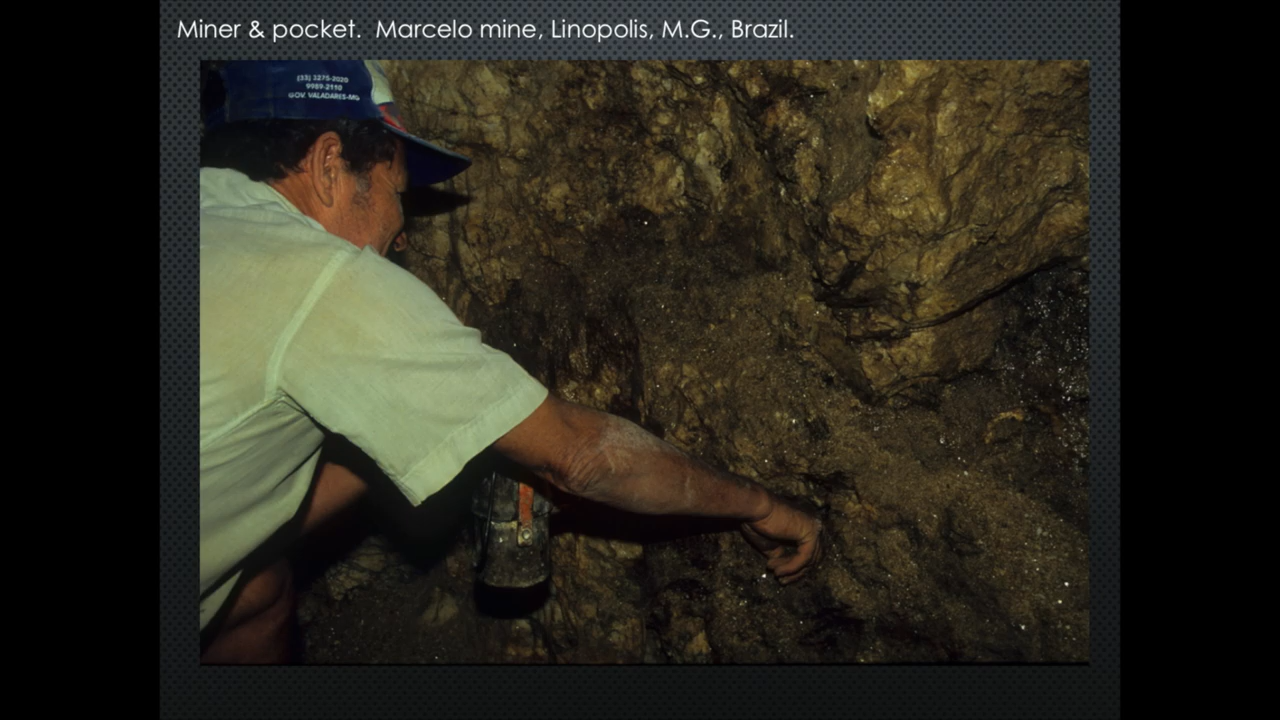 Miner & pocket.  Marcelo mine, Linopolis, M.G., Brazil.
(33) 3275-2020
9989-2110
GOV. VALADARES-MG